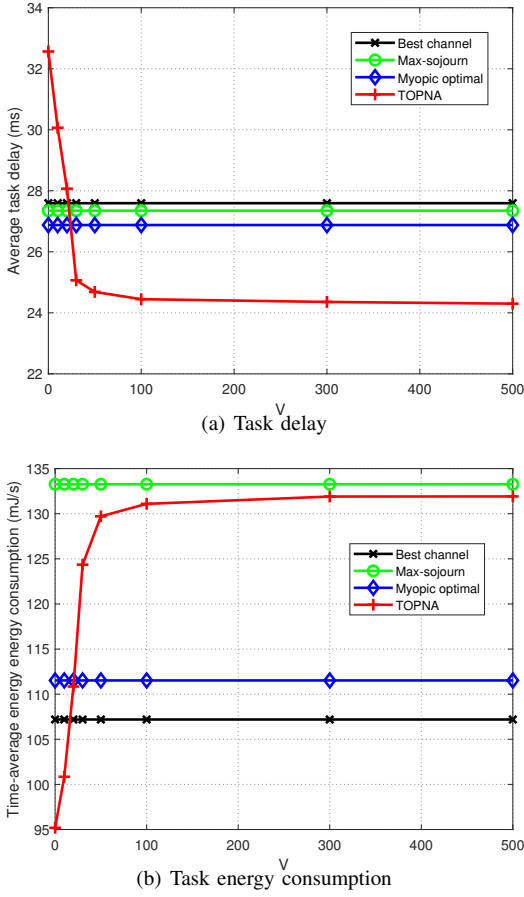 34
32
30
28
26
24
22
Average task delay (ms)
Best channel
Max-sojourn
Myopic optimal
TOPNA
0 100 200 300 400 500
V
(a) Task delay
135
130
125
120
115
110
105
100
95
Time-average energy energy consumption (mJ/s)
Best channel
Max-sojourn
Myopic optimal
TOPNA
0 100 200 300 400 500
V
(b) Task energy consumption